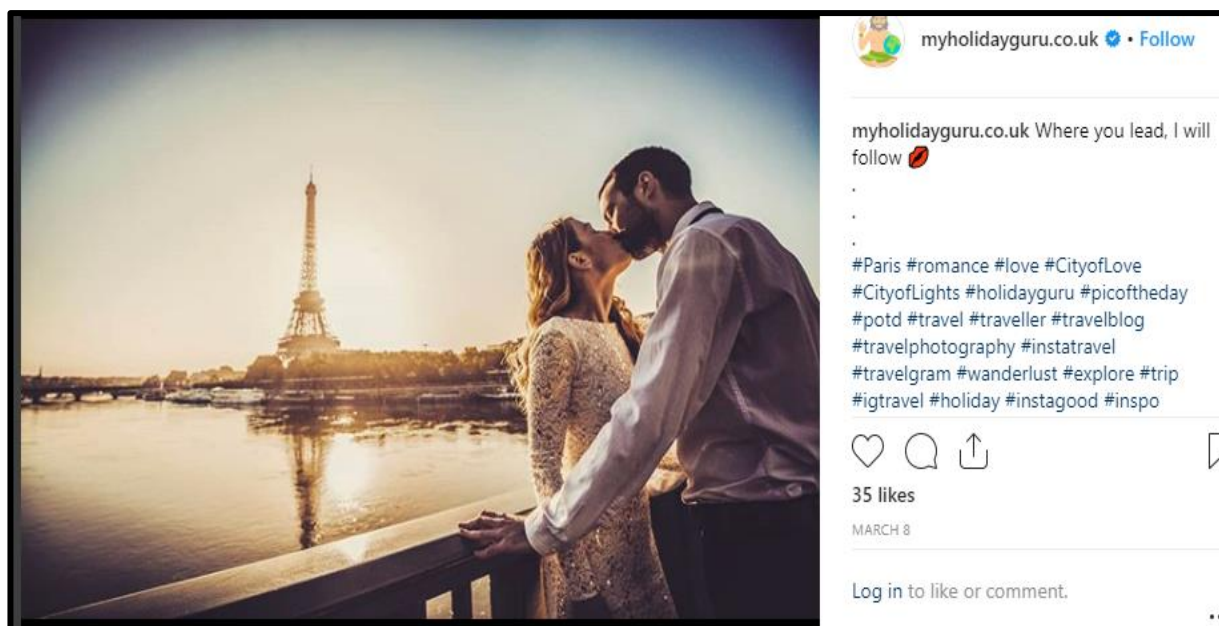 myholidayguru.co.uk • Follow
myholidayguru.co.uk Where you lead, I will
follow 💋
.
.
.
#Paris #romance #love #CityofLove
#CityofLights #holidayguru #picoftheday
#potd #travel #traveller #travelblog
#travelphotography #instatravel
#travelgram #wanderlust #explore #trip
#igtravel #holiday #instagood #inspo
35 likes
MARCH 8
Log in to like or comment.